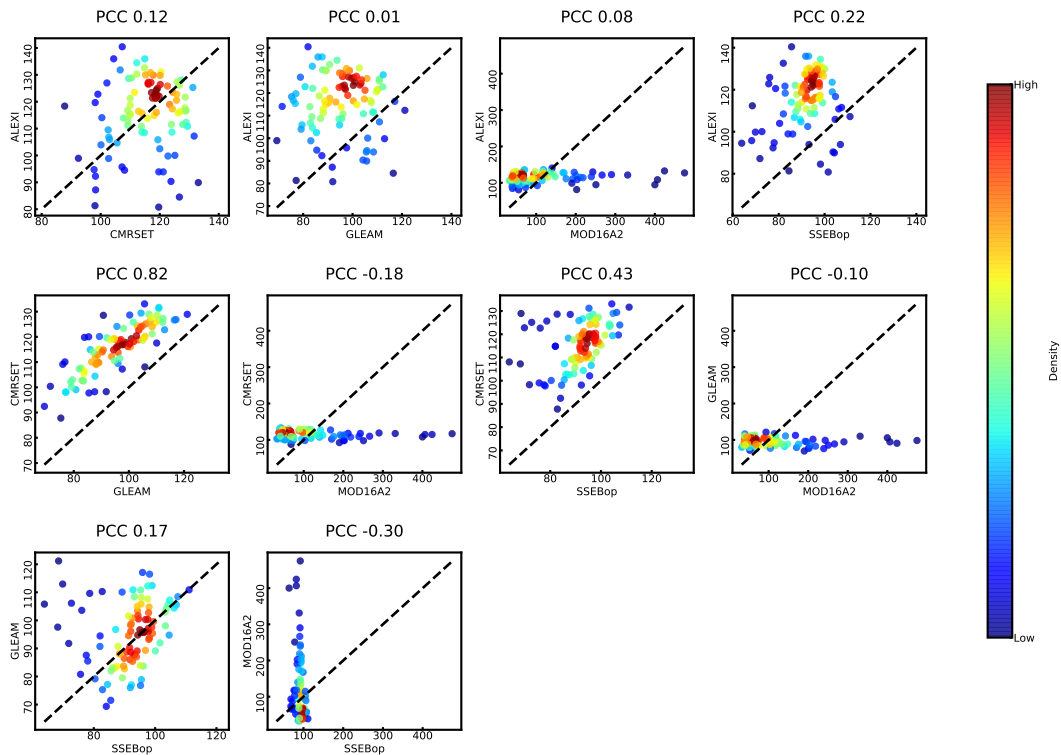 PCC 0.12
PCC 0.01
PCC 0.08
PCC 0.22
ALEXI
80 90 100 110 120 130 140
80 100 120 140
CMRSET
ALEXI
70 80 90 100 110 120 130 140
80 100 120 140
GLEAM
ALEXI
100 200 300 400
100 200 300 400
MOD16A2
ALEXI
80 100 120 140
60 80 100 120 140
SSEBop
PCC 0.82
PCC -0.18
PCC 0.43
PCC -0.10
CMRSET
70 80 90 100 110 120 130
80 100 120
GLEAM
CMRSET
100 200 300 400
100 200 300 400
MOD16A2
CMRSET
70 80 90 100 110 120 130
80 100 120
SSEBop
GLEAM
100 200 300 400
100 200 300 400
MOD16A2
PCC 0.17
PCC -0.30
GLEAM
70 80 90 100 110 120
80 100 120
SSEBop
MOD16A2
100 200 300 400
100 200 300 400
SSEBop
High
Density
Low